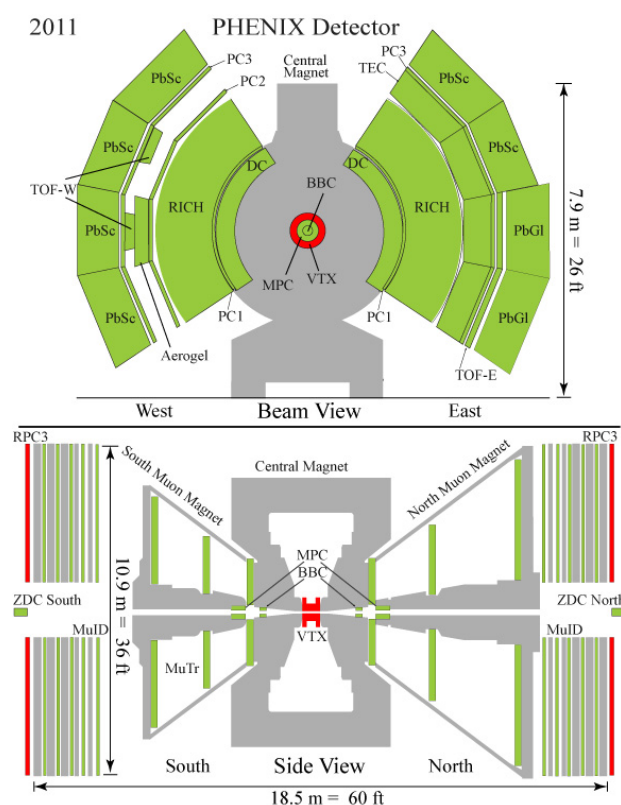 2011
PHENIX Detector
Central
Magnet
PC3
PC2
PC3
TEC
PbSc
PbSc
TOF-W
PbSc
PbSc
RICH
DC
BBC
MPC
VTX
DC
RICH
PbSc
PbSc
PbGl
PbGl
PC1
PC1
Aerogel
TOF-E
7.9 m = 26 ft
West
Beam View
East
RPC3
RPC3
South Muon Magnet
Central Magnet
North Muon Magnet
10.9 m = 36 ft
MPC
BBC
VTX
ZDC South
ZDC North
MuID
MuID
MuTr
South
Side View
North
18.5 m = 60 ft